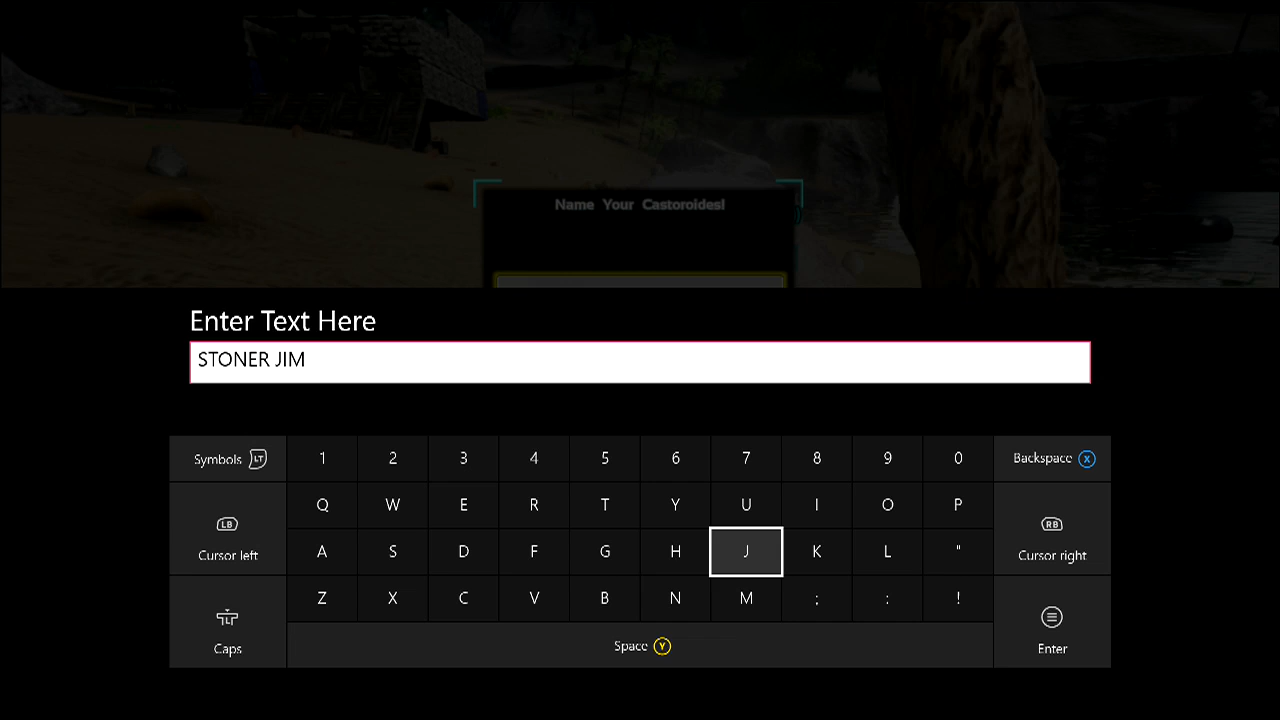 Name Your Castoroides!
Enter Text Here
STONER JIM
Symbols LT 1 2 3 4 5 6 7 8 9 0 Backspace X
LB Cursor left Q W E R T Y U I O P RB Cursor right
A S D F G H J K L "
LT Caps Z X C V B N M ; : ! Enter
Space Y